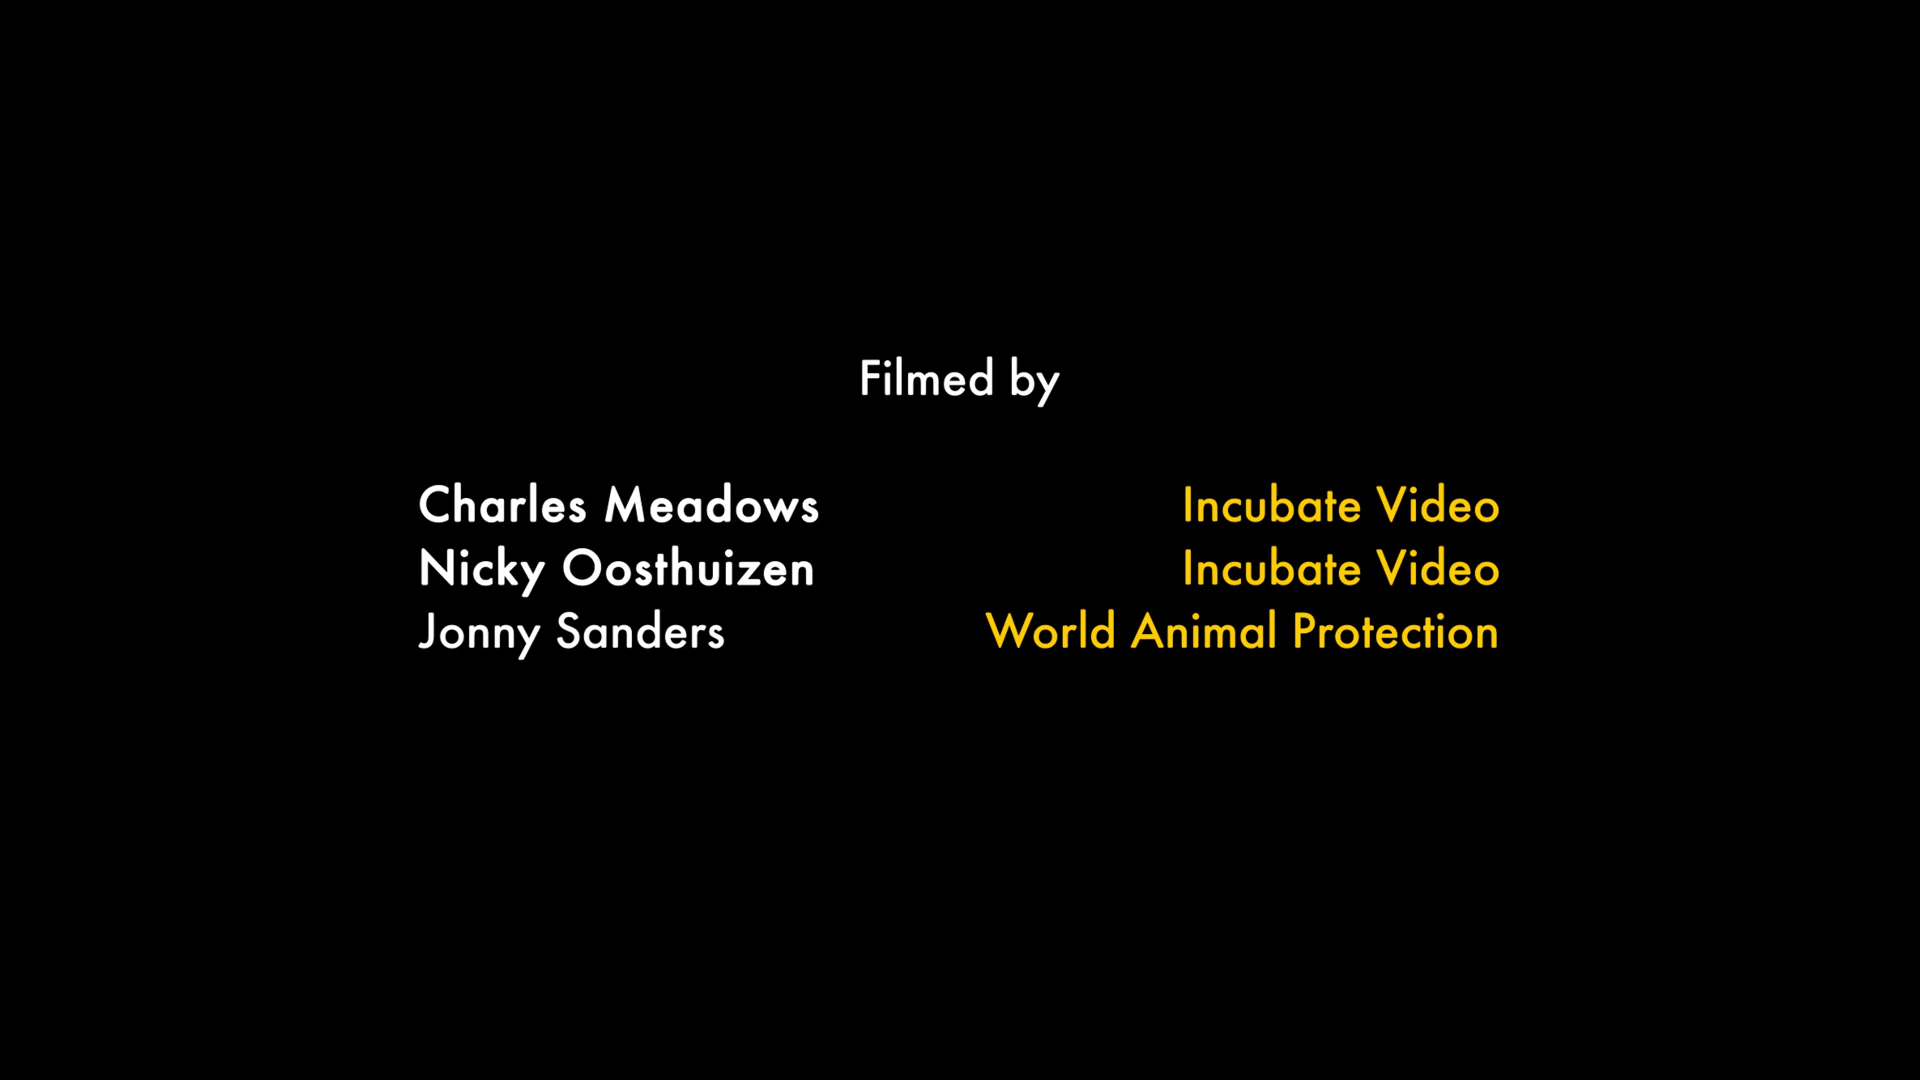 Filmed by
Charles Meadows Incubate Video
Nicky Oosthuizen Incubate Video
Jonny Sanders World Animal Protection